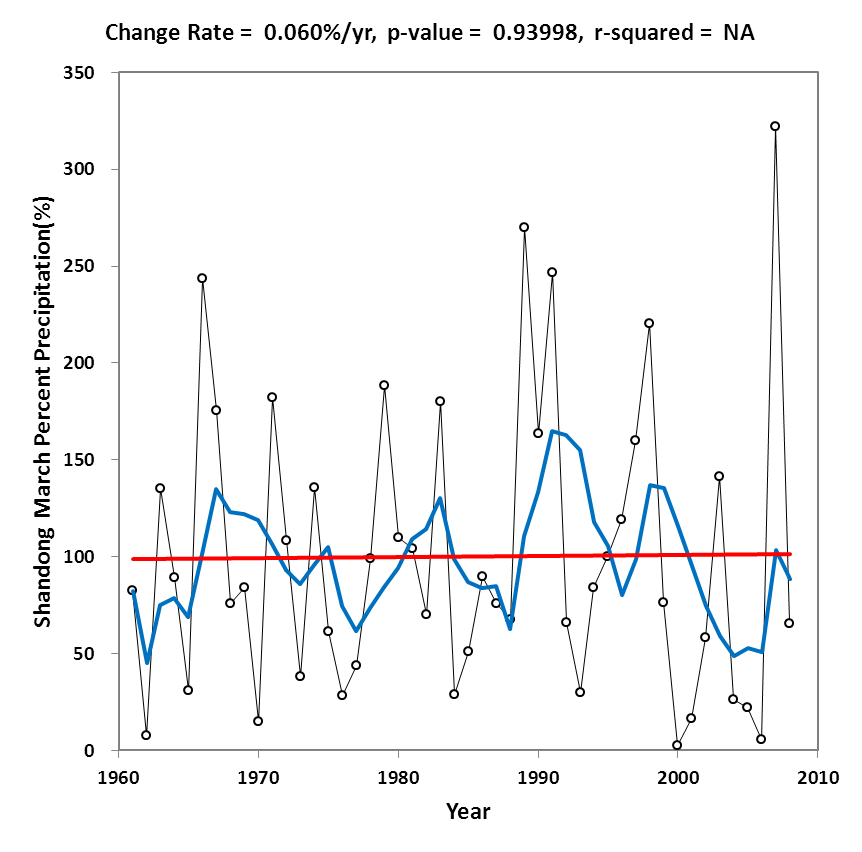 Change Rate = 0.060%/yr, p-value = 0.93998, r-squared = NA
350
300
250
200
150
100
50
0
Shandong March Percent Precipitation(%)
1960 1970 1980 1990 2000 2010
Year